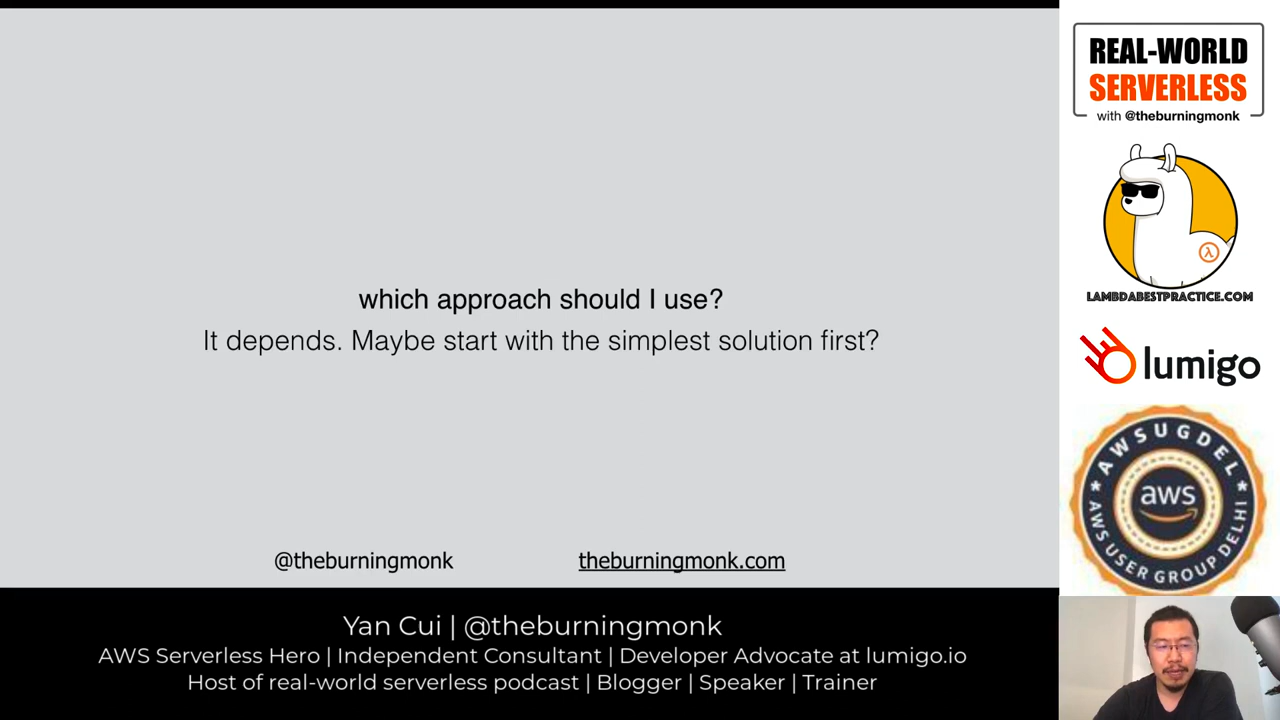 which approach should I use?
It depends. Maybe start with the simplest solution first?
@theburningmonk
theburningmonk.com
Yan Cui | @theburningmonk
AWS Serverless Hero | Independent Consultant | Developer Advocate at lumigo.io
Host of real-world serverless podcast | Blogger | Speaker | Trainer
REAL-WORLD
SERVERLESS
with @theburningmonk
λ
LAMBDABESTPRACTICE.COM
lumigo
AWSUGDEL
aws
AWS USER GROUP DELHI